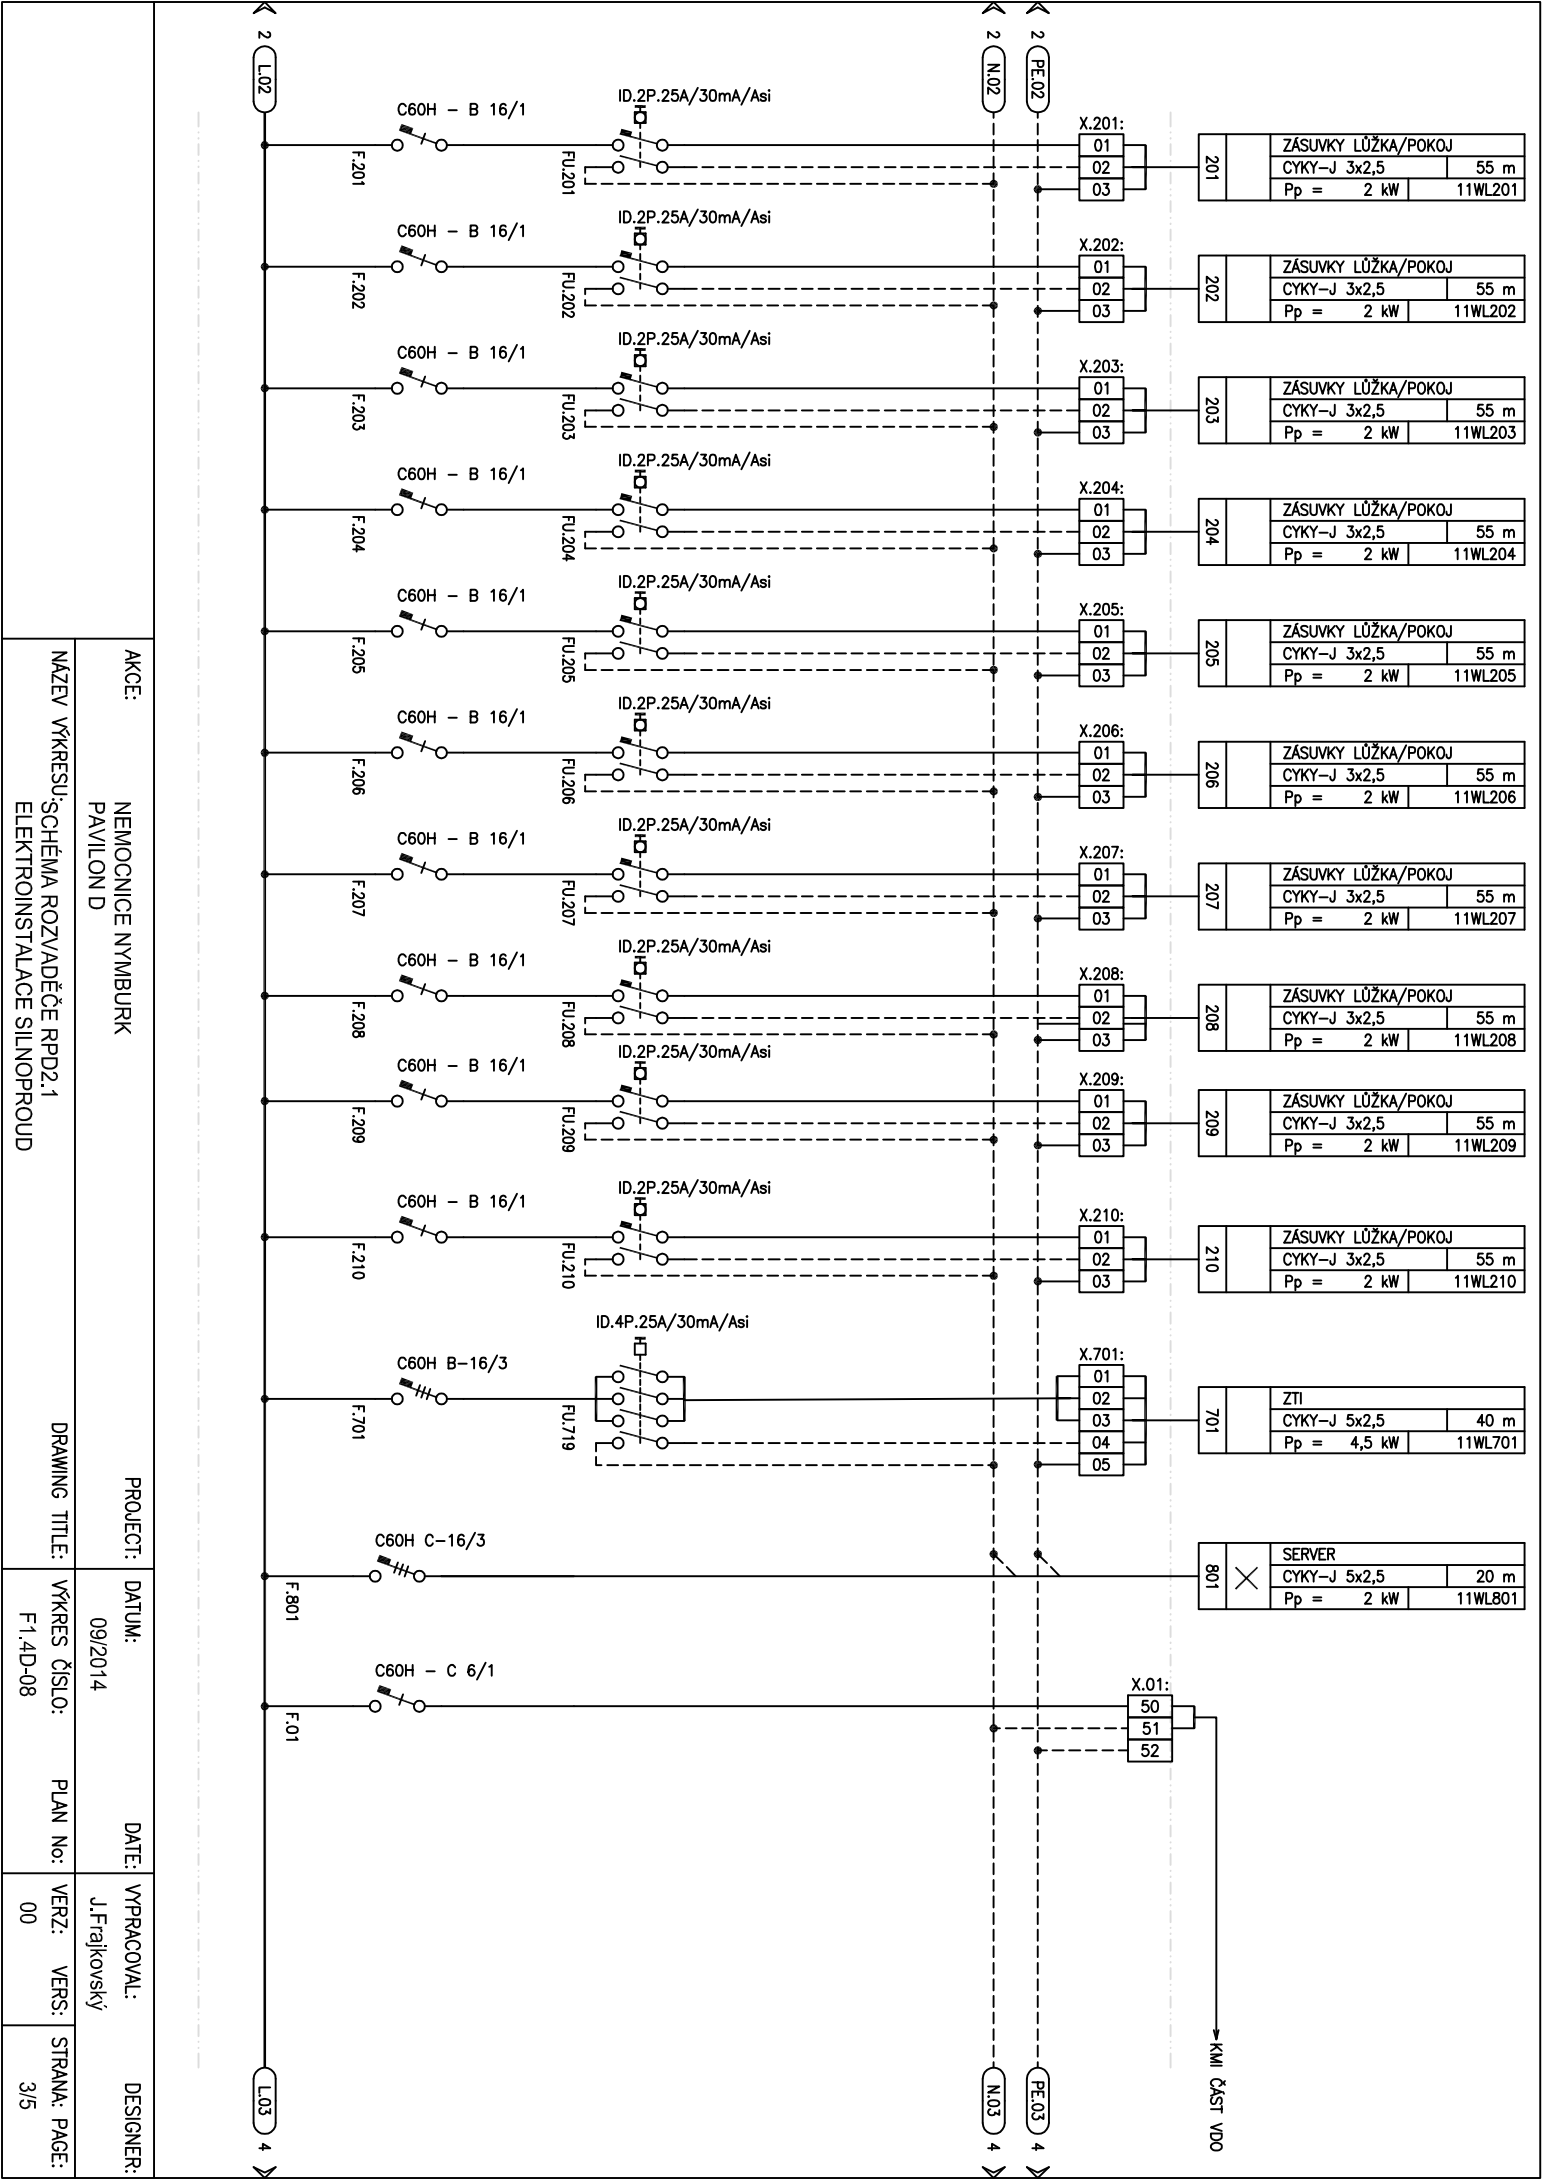 2
L.02
2
N.02
2
PE.02
C60H - B 16/1
F.201
ID.2P.25A/30mA/Asi
FU.201
X.201:
01
02
03
201
ZÁSUVKY LŮŽKA/POKOJ
CYKY-J 3x2,5 55 m
Pp = 2 kW 11WL201
C60H - B 16/1
F.202
ID.2P.25A/30mA/Asi
FU.202
X.202:
01
02
03
202
ZÁSUVKY LŮŽKA/POKOJ
CYKY-J 3x2,5 55 m
Pp = 2 kW 11WL202
C60H - B 16/1
F.203
ID.2P.25A/30mA/Asi
FU.203
X.203:
01
02
03
203
ZÁSUVKY LŮŽKA/POKOJ
CYKY-J 3x2,5 55 m
Pp = 2 kW 11WL203
C60H - B 16/1
F.204
ID.2P.25A/30mA/Asi
FU.204
X.204:
01
02
03
204
ZÁSUVKY LŮŽKA/POKOJ
CYKY-J 3x2,5 55 m
Pp = 2 kW 11WL204
C60H - B 16/1
F.205
ID.2P.25A/30mA/Asi
FU.205
X.205:
01
02
03
205
ZÁSUVKY LŮŽKA/POKOJ
CYKY-J 3x2,5 55 m
Pp = 2 kW 11WL205
C60H - B 16/1
F.206
ID.2P.25A/30mA/Asi
FU.206
X.206:
01
02
03
206
ZÁSUVKY LŮŽKA/POKOJ
CYKY-J 3x2,5 55 m
Pp = 2 kW 11WL206
C60H - B 16/1
F.207
ID.2P.25A/30mA/Asi
FU.207
X.207:
01
02
03
207
ZÁSUVKY LŮŽKA/POKOJ
CYKY-J 3x2,5 55 m
Pp = 2 kW 11WL207
C60H - B 16/1
F.208
ID.2P.25A/30mA/Asi
FU.208
X.208:
01
02
03
208
ZÁSUVKY LŮŽKA/POKOJ
CYKY-J 3x2,5 55 m
Pp = 2 kW 11WL208
C60H - B 16/1
F.209
ID.2P.25A/30mA/Asi
FU.209
X.209:
01
02
03
209
ZÁSUVKY LŮŽKA/POKOJ
CYKY-J 3x2,5 55 m
Pp = 2 kW 11WL209
C60H - B 16/1
F.210
ID.2P.25A/30mA/Asi
FU.210
X.210:
01
02
03
210
ZÁSUVKY LŮŽKA/POKOJ
CYKY-J 3x2,5 55 m
Pp = 2 kW 11WL210
C60H B-16/3
F.701
ID.4P.25A/30mA/Asi
FU.719
X.701:
01
02
03
04
05
701
ZTI
CYKY-J 5x2,5 40 m
Pp = 4,5 kW 11WL701
C60H C-16/3
F.801
801
SERVER
CYKY-J 5x2,5 20 m
Pp = 2 kW 11WL801
C60H - C 6/1
F.01
X.01:
50
51
52
KMI ČÁST VDO
L.03
4
N.03
4
PE.03
4
AKCE: PROJECT:
NEMOCNICE NYMBURK
PAVILON D
NÁZEV VÝKRESU: DRAWING TITLE:
SCHÉMA ROZVADĚČE RPD2.1
ELEKTROINSTALACE SILNOPROUD
DATUM: DATE:
09/2014
VÝKRES ČÍSLO: PLAN No:
F1.4D-08
VYPRACOVAL: DESIGNER:
J.Frajkovský
VERZ: VERS:
00
STRANA: PAGE:
3/5